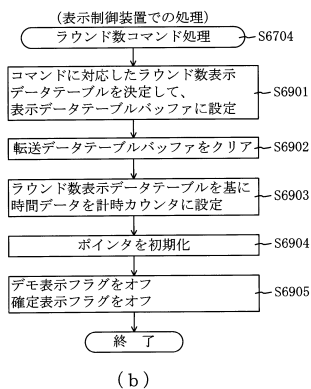 (表示制御装置での処理)
ラウンド数コマンド処理
S6704
コマンドに対応したラウンド数表示
データテーブルを決定して、
表示データテーブルバッファに設定
S6901
転送データテーブルバッファをクリア
S6902
ラウンド数表示データテーブルを基に
時間データを計時カウンタに設定
S6903
ポインタを初期化
S6904
デモ表示フラグをオフ
確定表示フラグをオフ
S6905
終 了
(b)